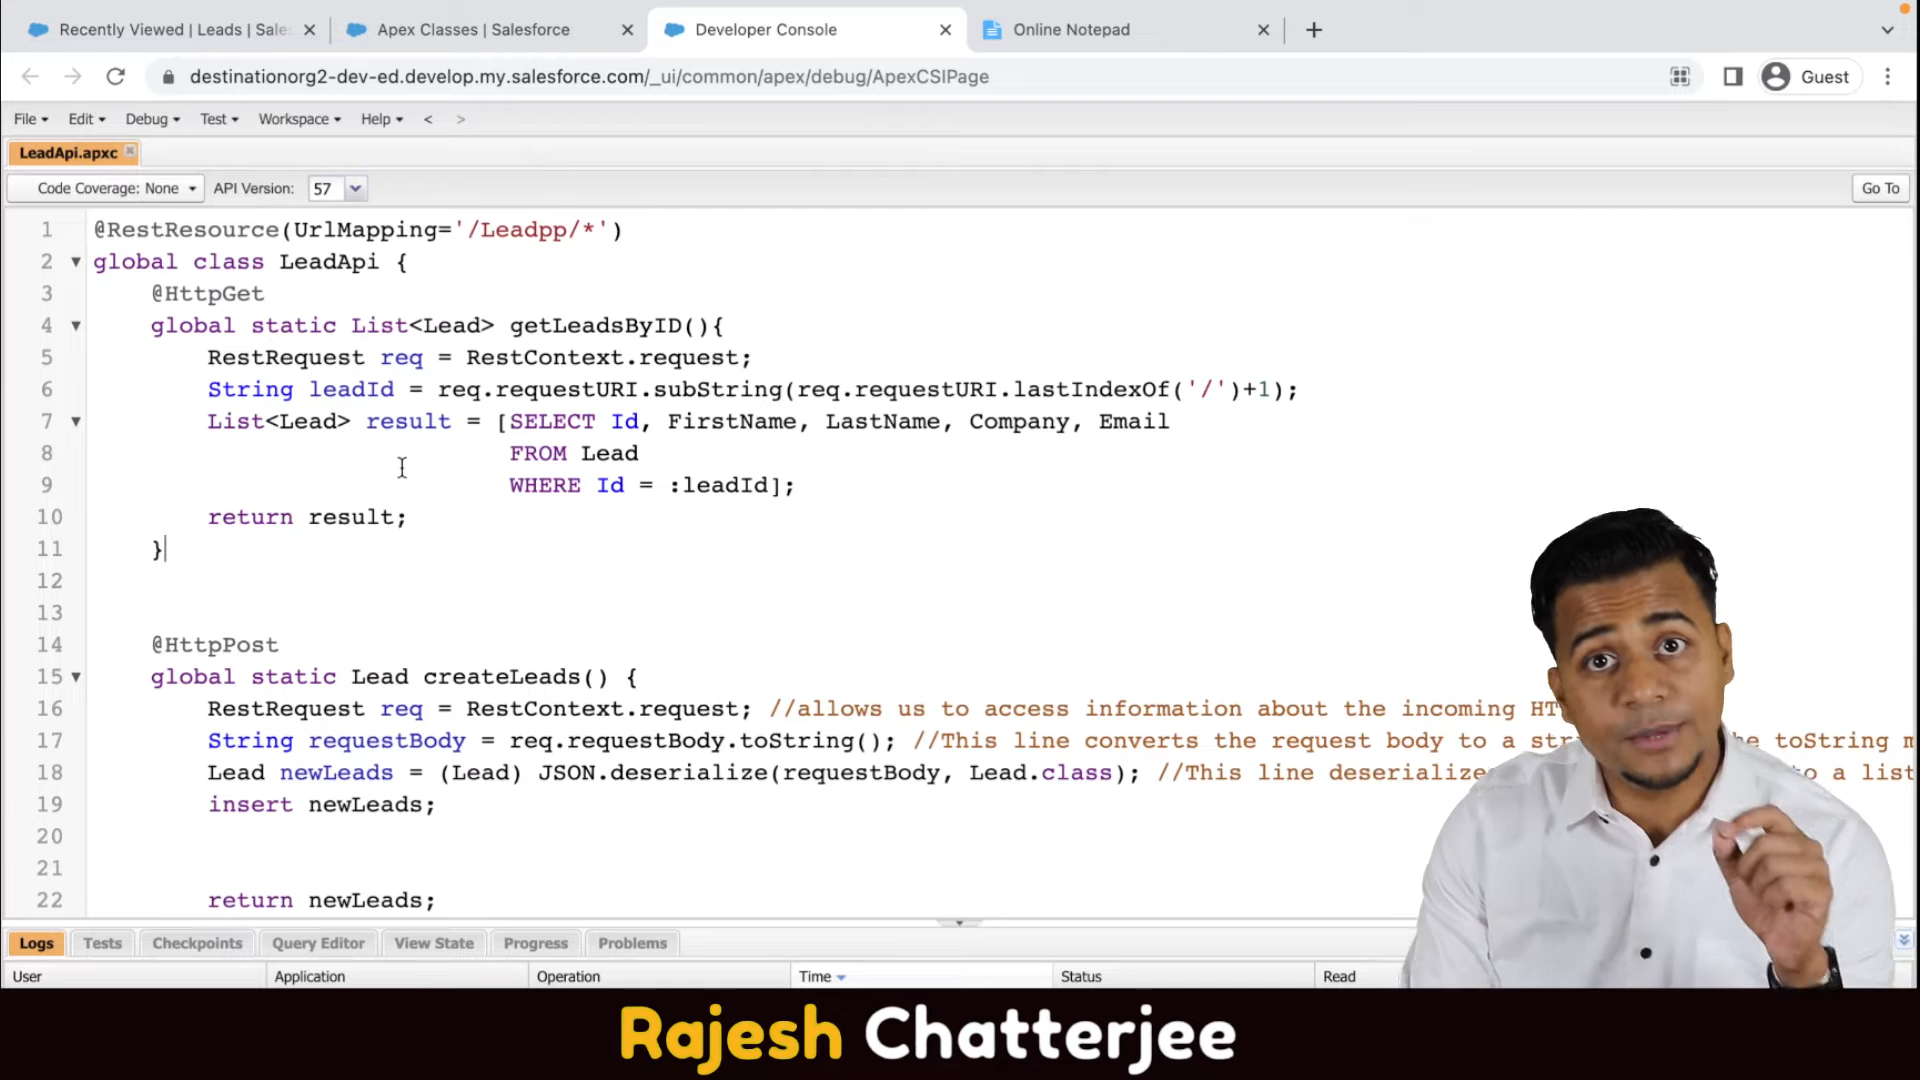 Recently Viewed | Leads | Sale
Apex Classes | Salesforce
Developer Console
Online Notepad
destinationorg2-dev-ed.develop.my.salesforce.com/_ui/common/apex/debug/ApexCSIPage
Guest
File Edit Debug Test Workspace Help < >
LeadApi.apxc
Code Coverage: None API Version: 57 Go To
1 @RestResource(UrlMapping='/Leadpp/*')
2 global class LeadApi {
3 @HttpGet
4 global static List<Lead> getLeadsByID(){
5 RestRequest req = RestContext.request;
6 String leadId = req.requestURI.subString(req.requestURI.lastIndexOf('/')+1);
7 List<Lead> result = [SELECT Id, FirstName, LastName, Company, Email
8 FROM Lead
9 WHERE Id = :leadId];
10 return result;
11 }
12
13
14 @HttpPost
15 global static Lead createLeads() {
16 RestRequest req = RestContext.request; //allows us to access information about the incoming HT
17 String requestBody = req.requestBody.toString(); //This line converts the request body to a str he toString m
18 Lead newLeads = (Lead) JSON.deserialize(requestBody, Lead.class); //This line deserialize o a list
19 insert newLeads;
20
21
22 return newLeads;
Logs Tests Checkpoints Query Editor View State Progress Problems
User Application Operation Time Status Read
Rajesh Chatterjee